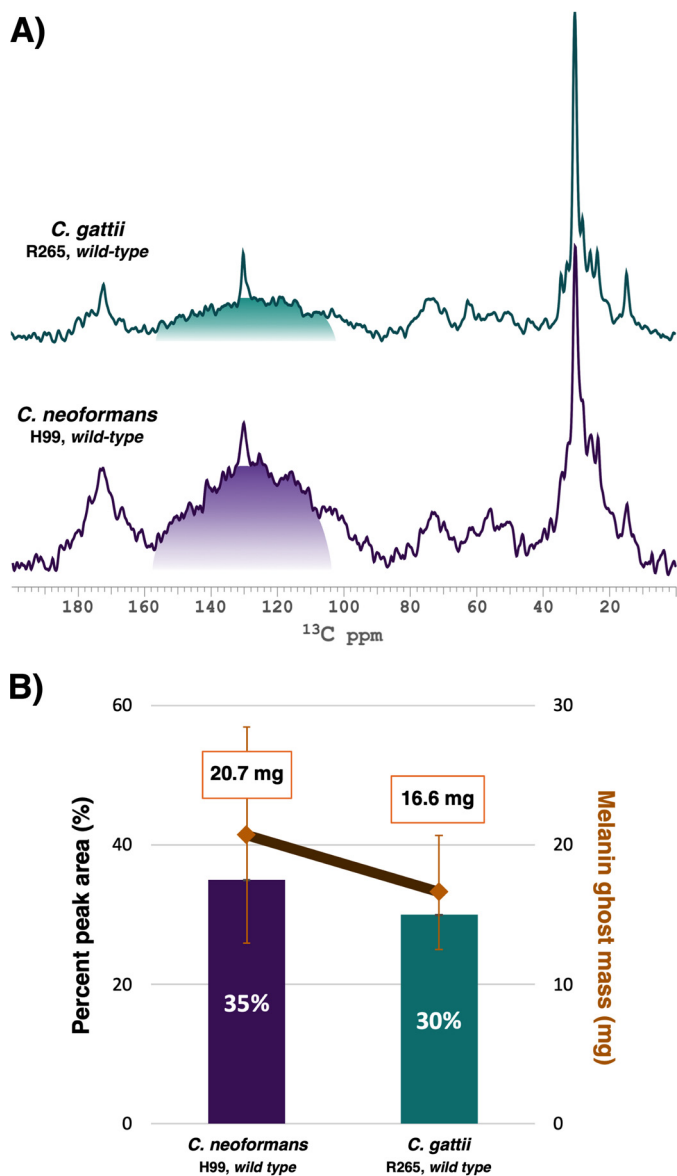 A)
C. gattii
R265, wild-type
C. neoformans
H99, wild-type
180 160 140 120 100 80 60 40 20
13C ppm
B)
Percent peak area (%)
60
40
20
0
20.7 mg
16.6 mg
35%
30%
30
20
10
0
Melanin ghost mass (mg)
C. neoformans
H99, wild type
C. gattii
R265, wild type